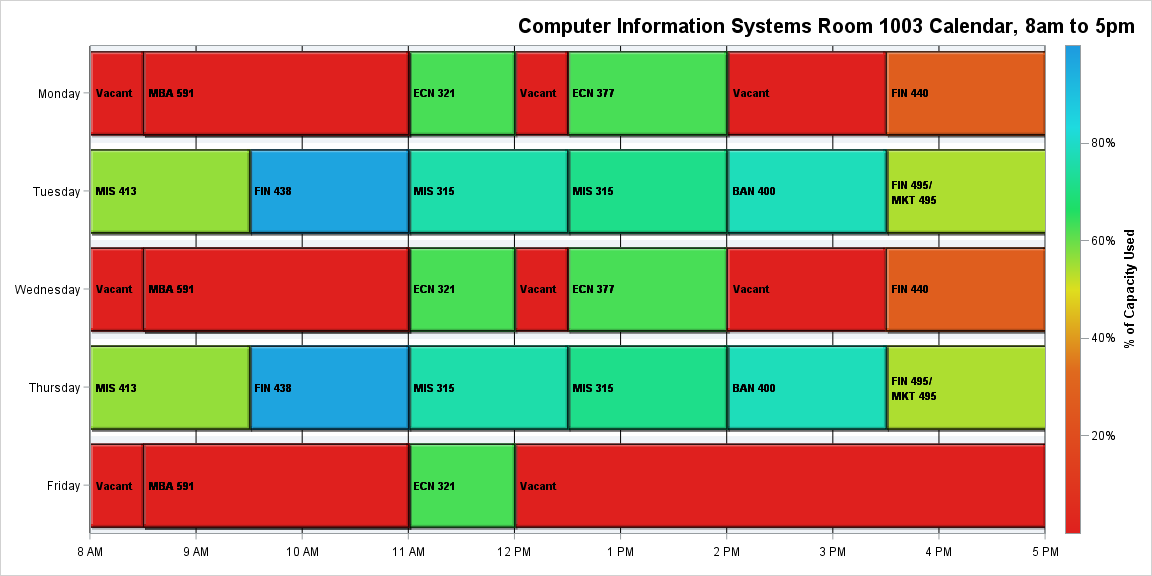 Computer Information Systems Room 1003 Calendar, 8am to 5pm
Monday
Vacant
MBA 591
ECN 321
Vacant
ECN 377
Vacant
FIN 440
Tuesday
MIS 413
FIN 438
MIS 315
MIS 315
BAN 400
FIN 495/
MKT 495
Wednesday
Vacant
MBA 591
ECN 321
Vacant
ECN 377
Vacant
FIN 440
Thursday
MIS 413
FIN 438
MIS 315
MIS 315
BAN 400
FIN 495/
MKT 495
Friday
Vacant
MBA 591
ECN 321
Vacant
8 AM
9 AM
10 AM
11 AM
12 PM
1 PM
2 PM
3 PM
4 PM
5 PM
80%
60%
40%
20%
% of Capacity Used